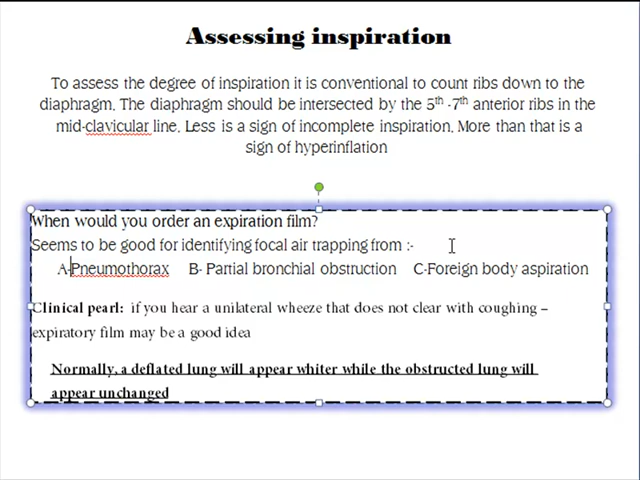 Assessing inspiration
To assess the degree of inspiration it is conventional to count ribs down to the
diaphragm. The diaphragm should be intersected by the 5th -7th anterior ribs in the
mid-clavicular line. Less is a sign of incomplete inspiration. More than that is a
sign of hyperinflation
When would you order an expiration film?
Seems to be good for identifying focal air trapping from :-
A-Pneumothorax B- Partial bronchial obstruction C-Foreign body aspiration
Clinical pearl: if you hear a unilateral wheeze that does not clear with coughing –
expiratory film may be a good idea
Normally, a deflated lung will appear whiter while the obstructed lung will
appear unchanged